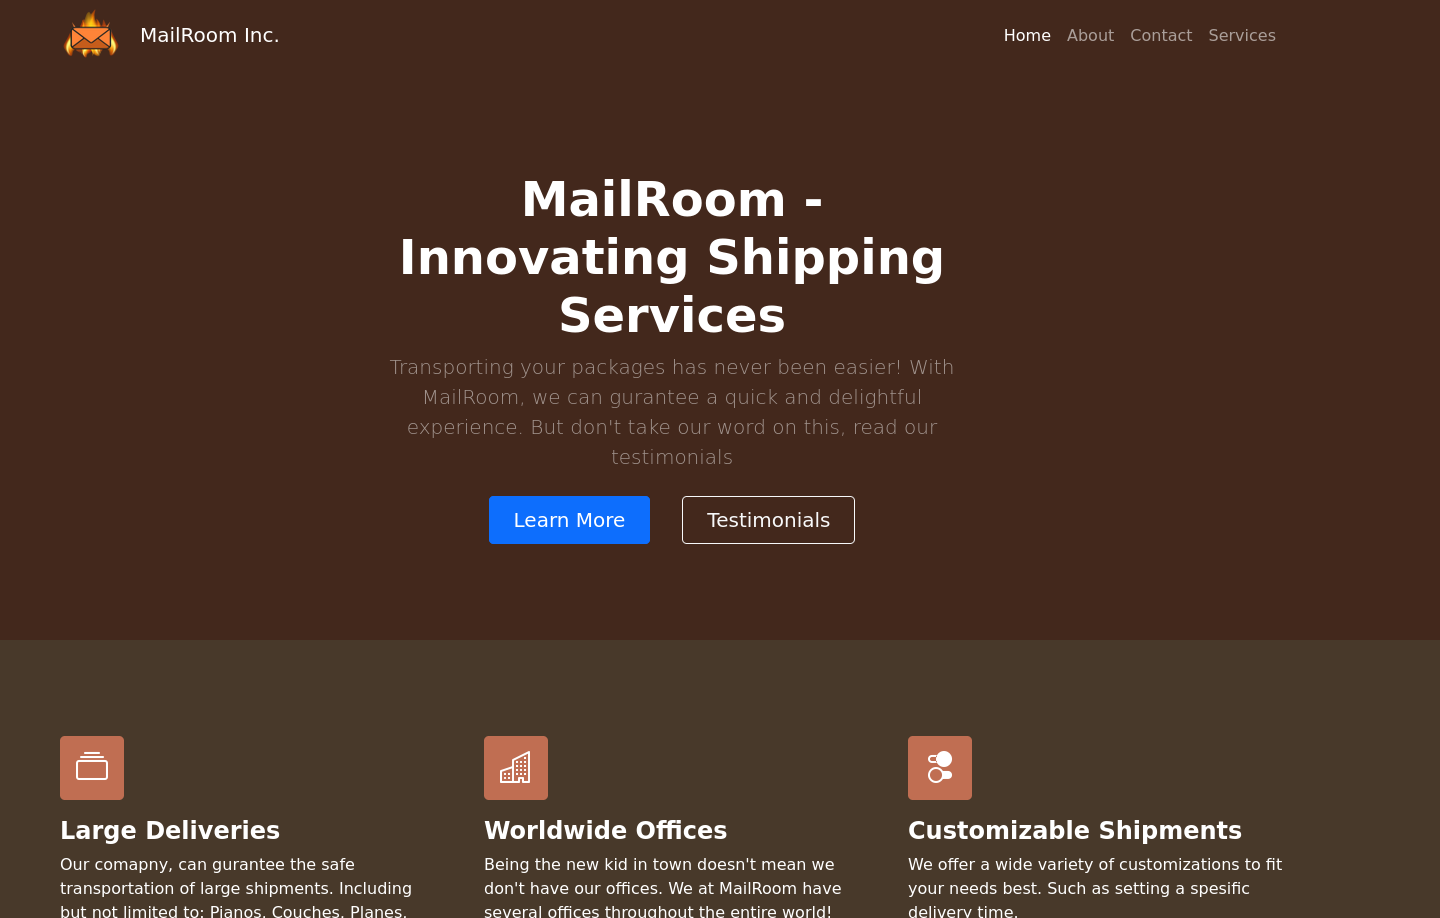 MailRoom Inc.
Home About Contact Services
MailRoom -
Innovating Shipping
Services
Transporting your packages has never been easier! With
MailRoom, we can gurantee a quick and delightful
experience. But don't take our word on this, read our
testimonials
Learn More Testimonials
Large Deliveries
Our comapny, can gurantee the safe
transportation of large shipments. Including
but not limited to: Pianos, Couches, Planes,
Worldwide Offices
Being the new kid in town doesn't mean we
don't have our offices. We at MailRoom have
several offices throughout the entire world!
Customizable Shipments
We offer a wide variety of customizations to fit
your needs best. Such as setting a spesific
delivery time.